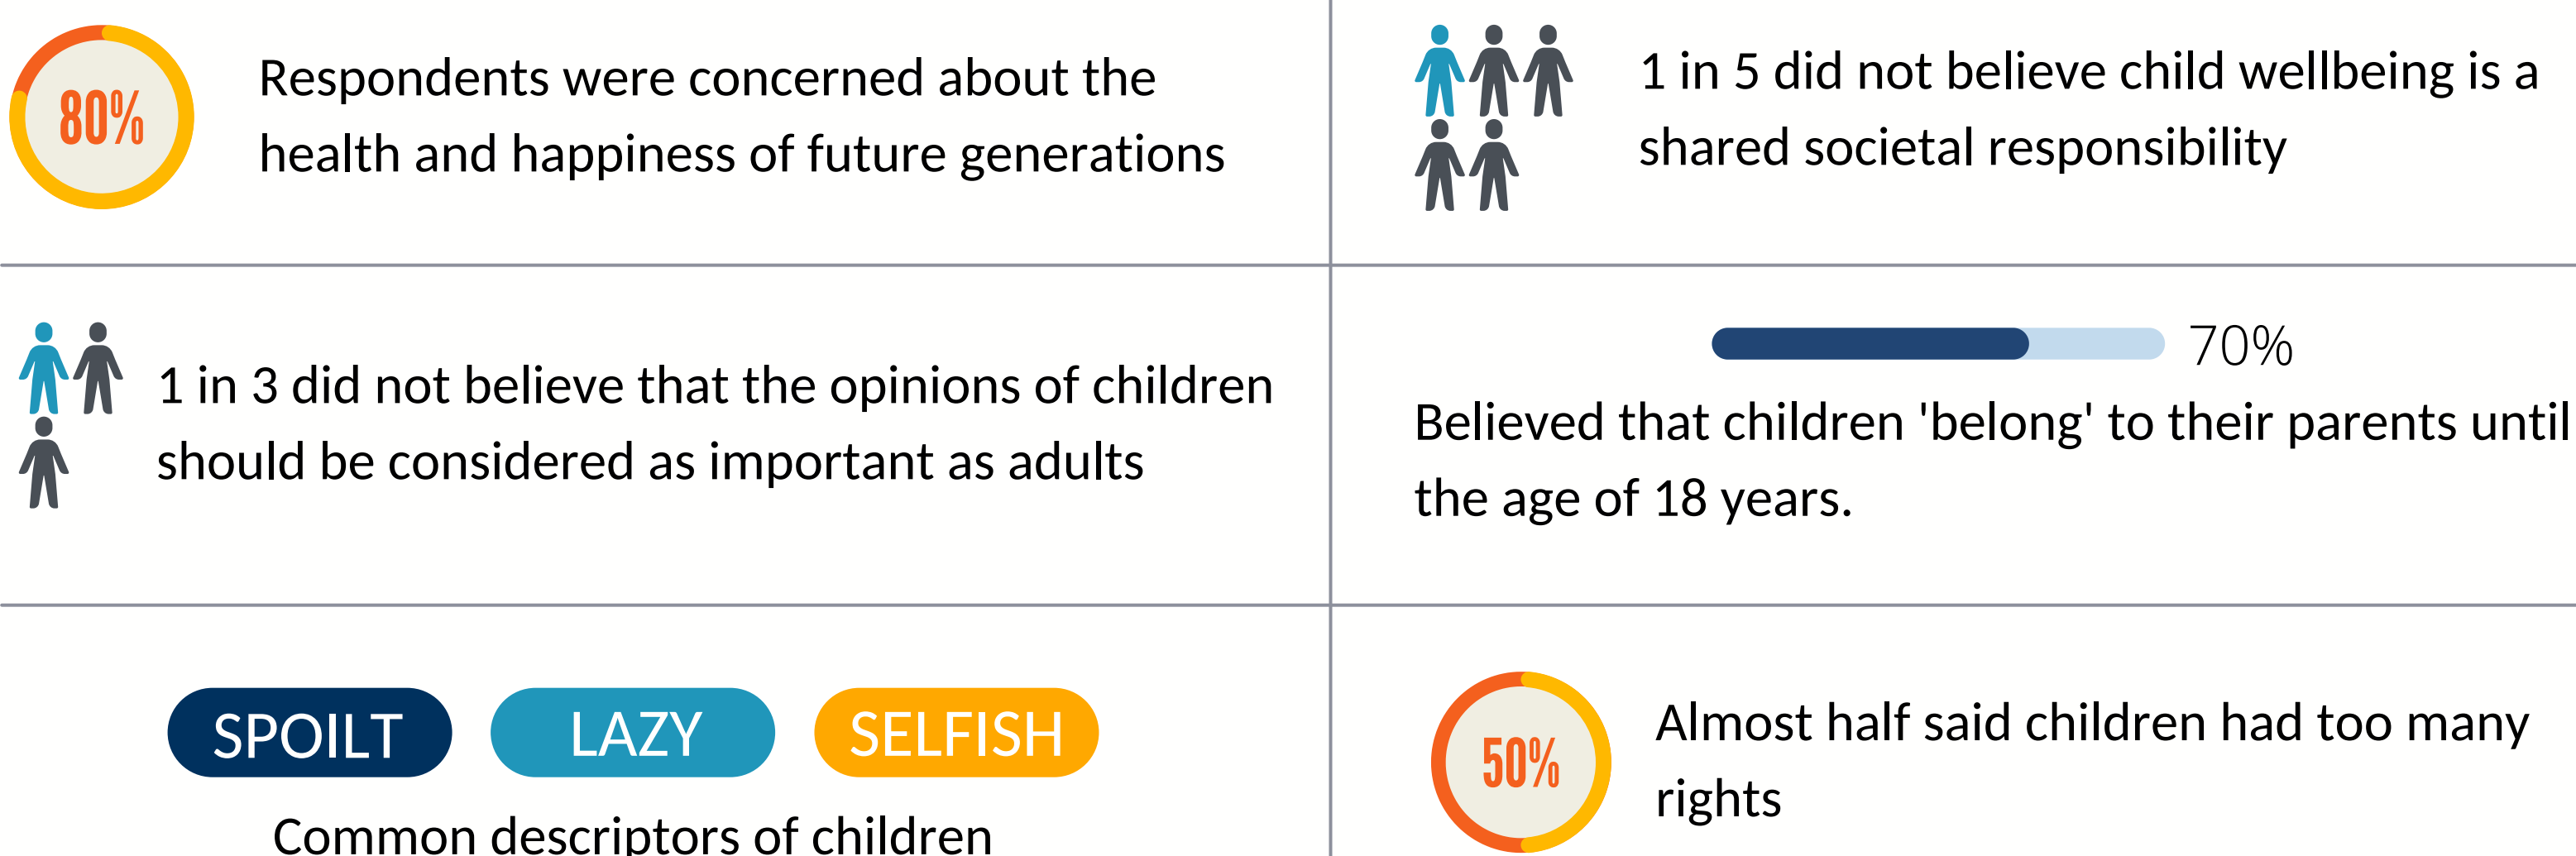 80%
Respondents were concerned about the
health and happiness of future generations
1 in 5 did not believe child wellbeing is a
shared societal responsibility
1 in 3 did not believe that the opinions of children
should be considered as important as adults
70%
Believed that children 'belong' to their parents until
the age of 18 years.
SPOILT LAZY SELFISH
Common descriptors of children
50%
Almost half said children had too many
rights